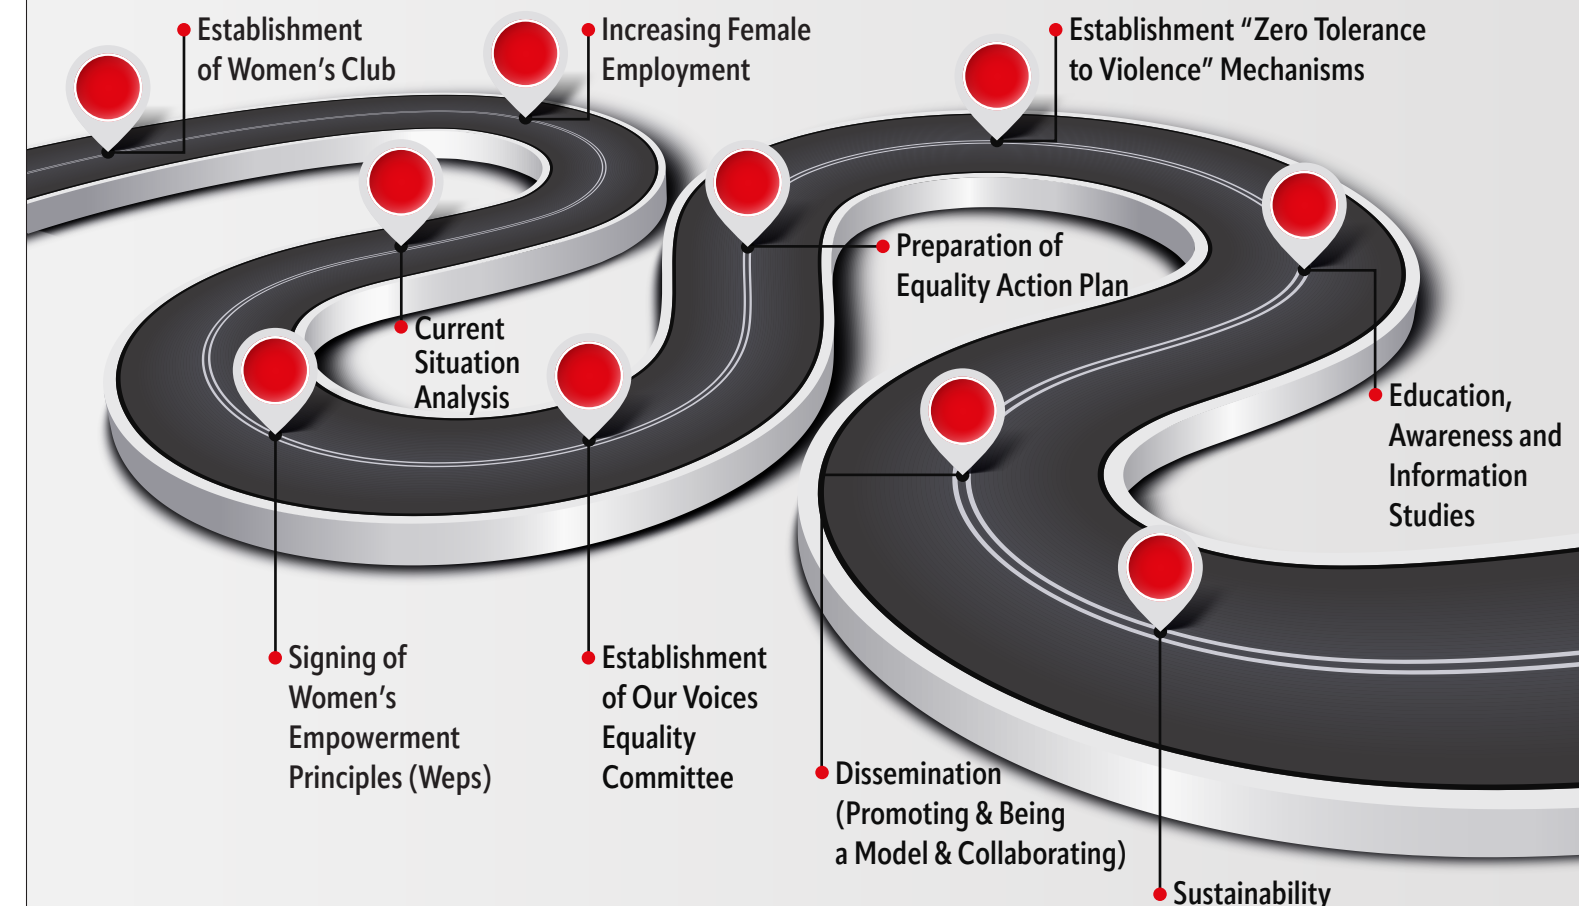 Establishment
of Women's Club
Increasing Female
Employment
Establishment “Zero Tolerance
to Violence” Mechanisms
Preparation of
Equality Action Plan
Current
Situation
Analysis
Education,
Awareness and
Information
Studies
Signing of
Women's
Empowerment
Principles (Weps)
Establishment
of Our Voices
Equality
Committee
Dissemination
(Promoting & Being
a Model & Collaborating)
Sustainability